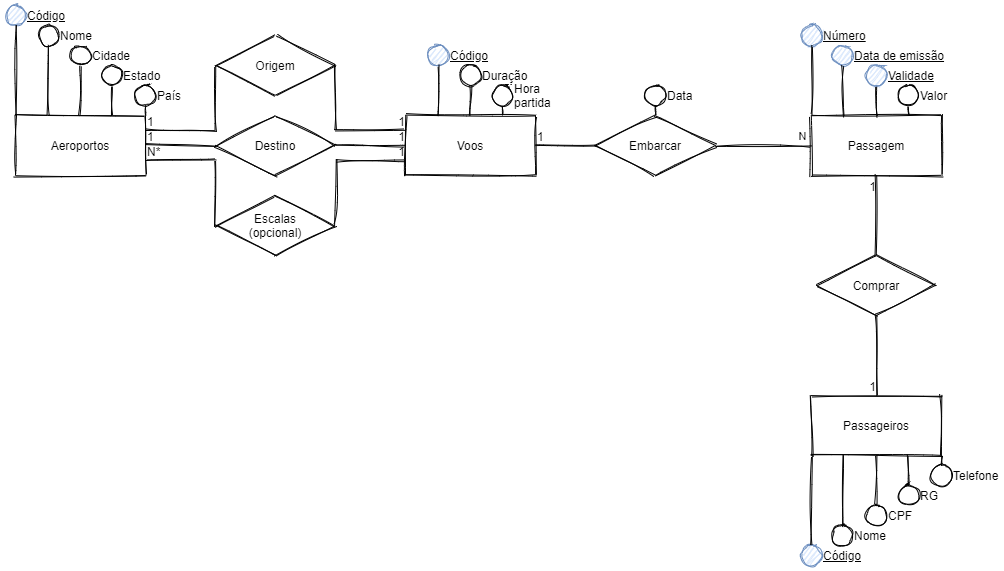 Código
Nome
Cidade
Estado
País
Aeroportos
Origem
Destino
Escalas
(opcional)
1
1
N*
1
1
1
Código
Duração
Hora
partida
Voos
1
Data
Embarcar
N
Número
Data de emissão
Validade
Valor
Passagem
1
Comprar
1
Passageiros
Telefone
RG
CPF
Nome
Código